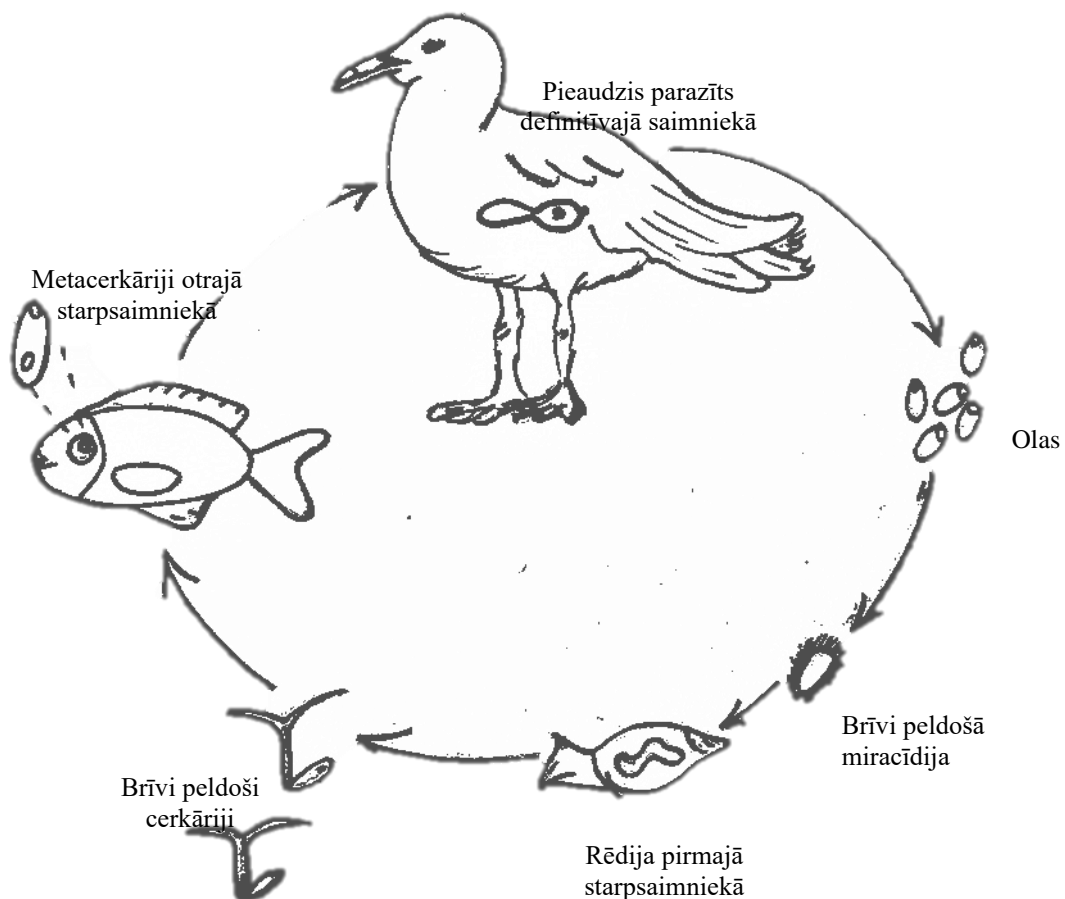 Pieaudzis parazīts
definitīvajā saimniekā
Metacerkāriji otrajā
starpsaimniekā
Olas
Brīvi peldošā
miracīdija
Brīvi peldoši
cerkāriji
Rēdija pirmajā
starpsaimniekā